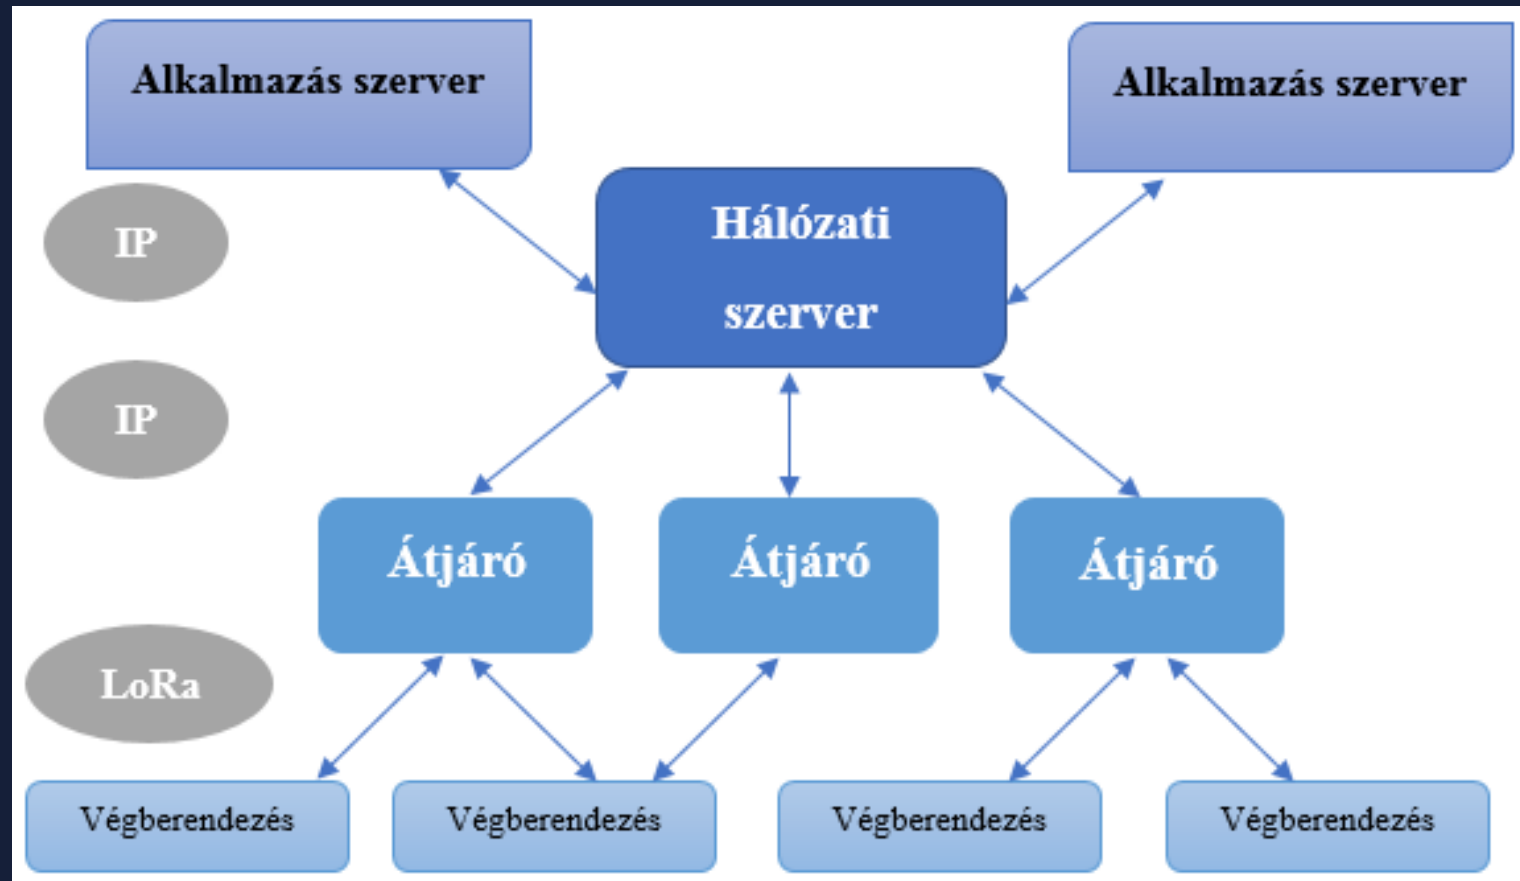 Alkalmazás szerver
Alkalmazás szerver
IP
Hálózati
szerver
IP
Átjáró
Átjáró
Átjáró
LoRa
Végberendezés
Végberendezés
Végberendezés
Végberendezés